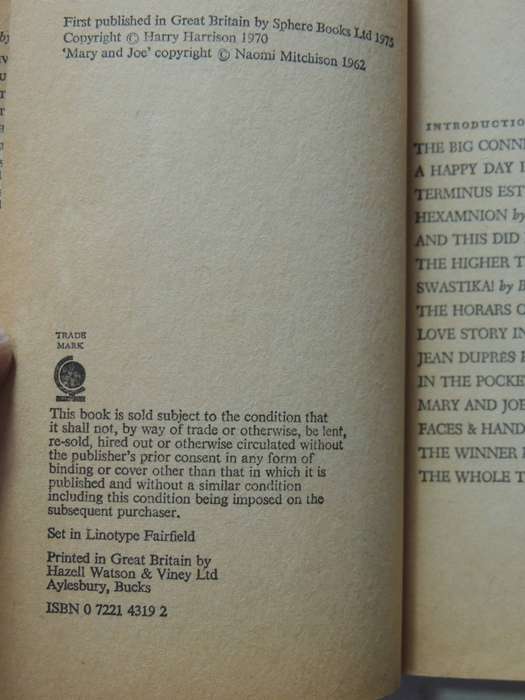 First published in Great Britain by Sphere Books Ltd 1975
Copyright © Harry Harrison 1970
'Mary and Joe' copyright © Naomi Mitchison 1962
TRADE
MARK
This book is sold subject to the condition that
it shall not, by way of trade or otherwise, be lent,
re-sold, hired out or otherwise circulated without
the publisher's prior consent in any form of
binding or cover other than that in which it is
published and without a similar condition
including this condition being imposed on the
subsequent purchaser.
Set in Linotype Fairfield
Printed in Great Britain by
Hazell Watson & Viney Ltd
Aylesbury, Bucks
ISBN 0 7221 4319 2
INTRODUCTIO
THE BIG CONNE
A HAPPY DAY I
TERMINUS EST
HEXAMNION by
AND THIS DID
THE HIGHER T
SWASTIKA! by B
THE HORARS O
LOVE STORY IN
JEAN DUPRÈS
IN THE POCKE
MARY AND JOE
FACES & HAND
THE WINNER
THE WHOLE T